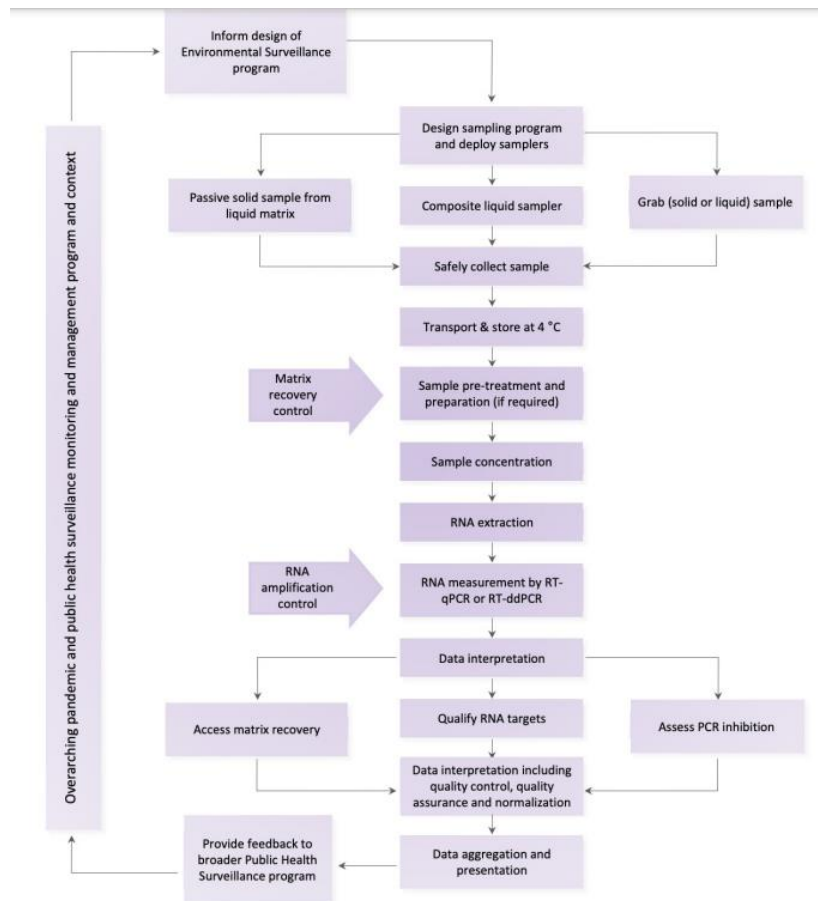 Inform design of
Environmental Surveillance
program
Design sampling program
and deploy samplers
Passive solid sample from
liquid matrix
Composite liquid sampler
Grab (solid or liquid) sample
Safely collect sample
Transport & store at 4 °C
Matrix
recovery
control
Sample pre-treatment and
preparation (if required)
Sample concentration
RNA extraction
RNA
amplification
control
RNA measurement by RT-
qPCR or RT-ddPCR
Data interpretation
Access matrix recovery
Qualify RNA targets
Assess PCR inhibition
Data interpretation including
quality control, quality
assurance and normalization
Data aggregation and
presentation
Provide feedback to
broader Public Health
Surveillance program
Overarching pandemic and public health surveillance monitoring and management program and context